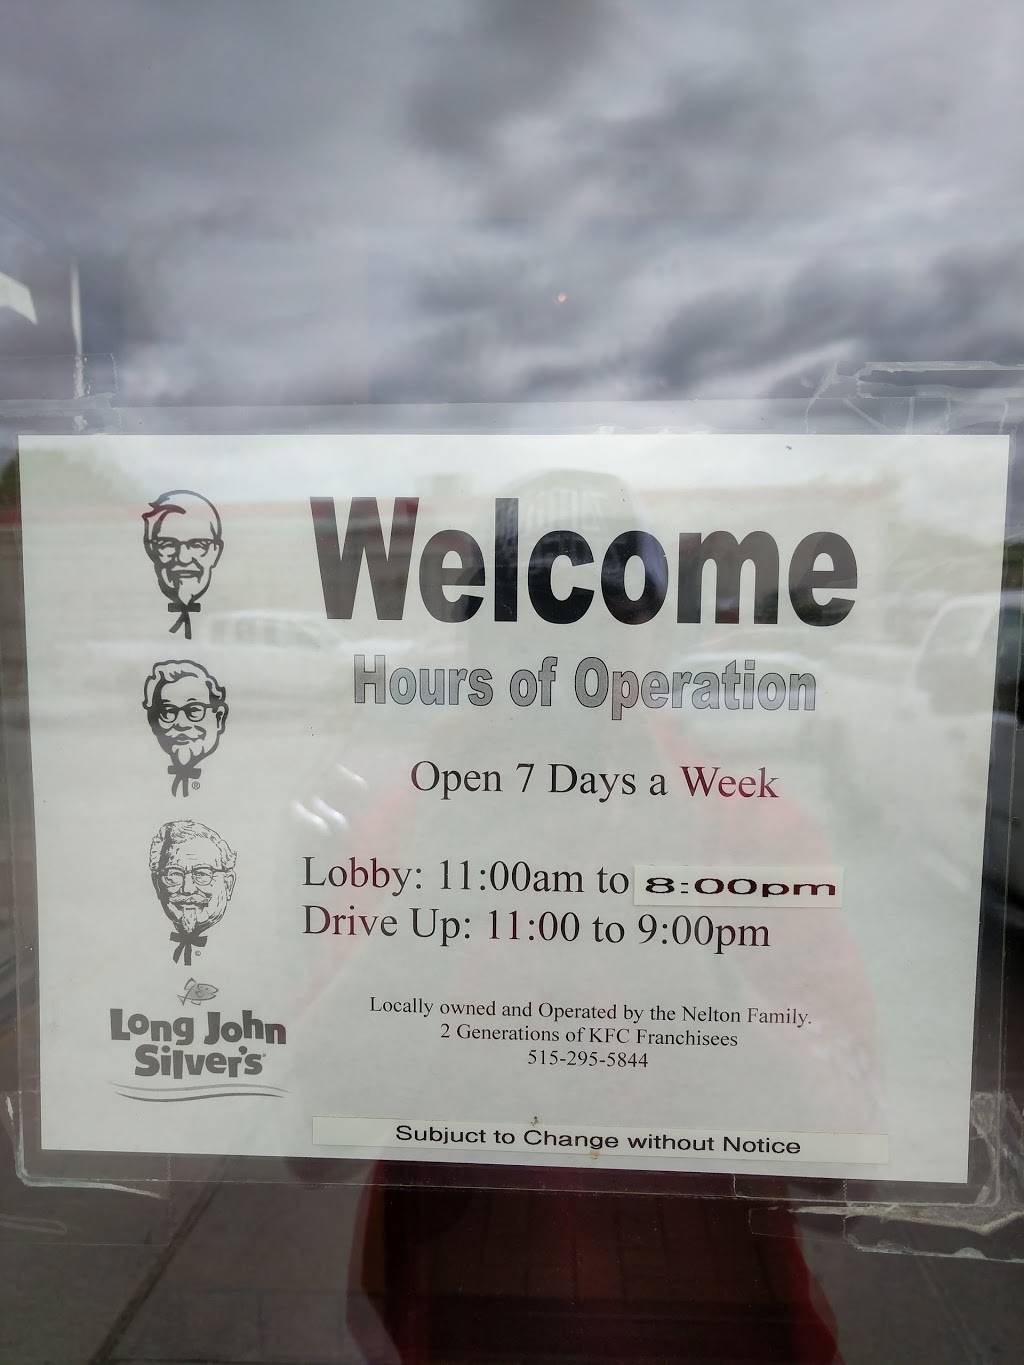 Welcome
Hours of Operation
Open 7 Days a Week
Lobby: 11:00am to 8:00pm
Drive Up: 11:00 to 9:00pm
Locally owned and Operated by the Nelton Family.
2 Generations of KFC Franchisees
515-295-5844
Long John
Silver's
Subjuct to Change without Notice